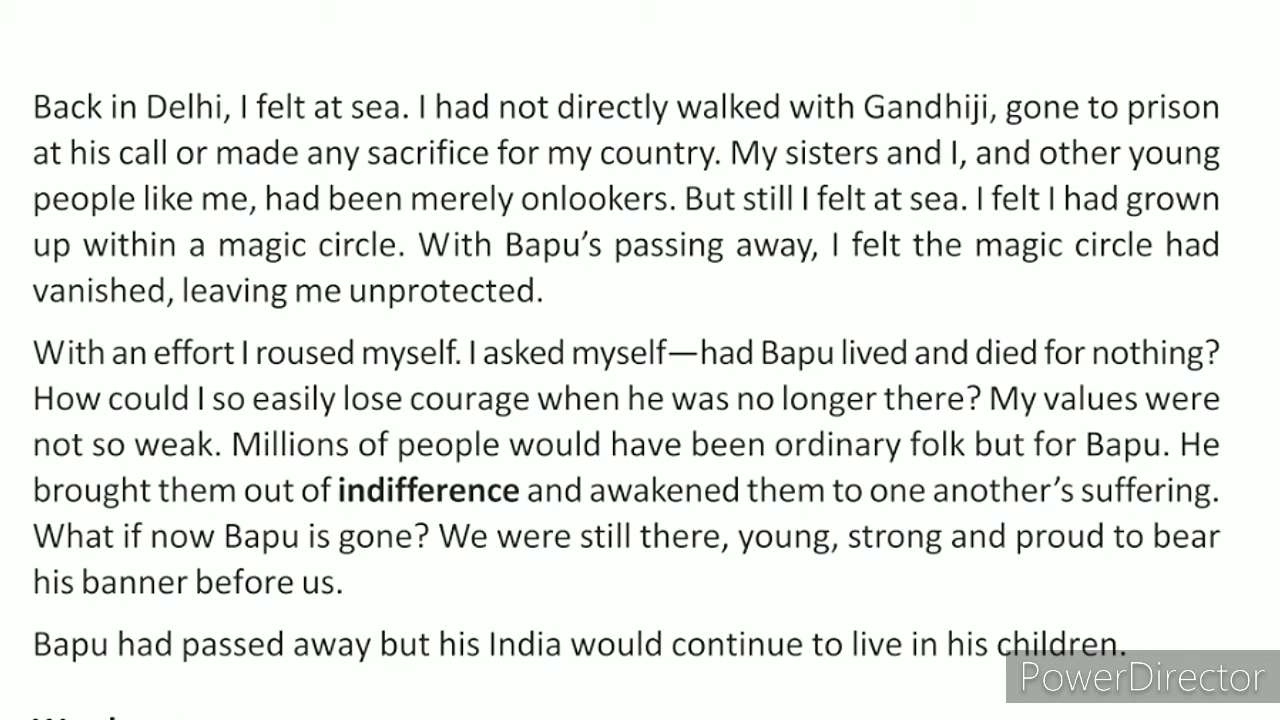 Back in Delhi, I felt at sea. I had not directly walked with Gandhiji, gone to prison
at his call or made any sacrifice for my country. My sisters and I, and other young
people like me, had been merely onlookers. But still I felt at sea. I felt I had grown
up within a magic circle. With Bapu’s passing away, I felt the magic circle had
vanished, leaving me unprotected.
With an effort I roused myself. I asked myself—had Bapu lived and died for nothing?
How could I so easily lose courage when he was no longer there? My values were
not so weak. Millions of people would have been ordinary folk but for Bapu. He
brought them out of indifference and awakened them to one another’s suffering.
What if now Bapu is gone? We were still there, young, strong and proud to bear
his banner before us.
Bapu had passed away but his India would continue to live in his children.
PowerDirector